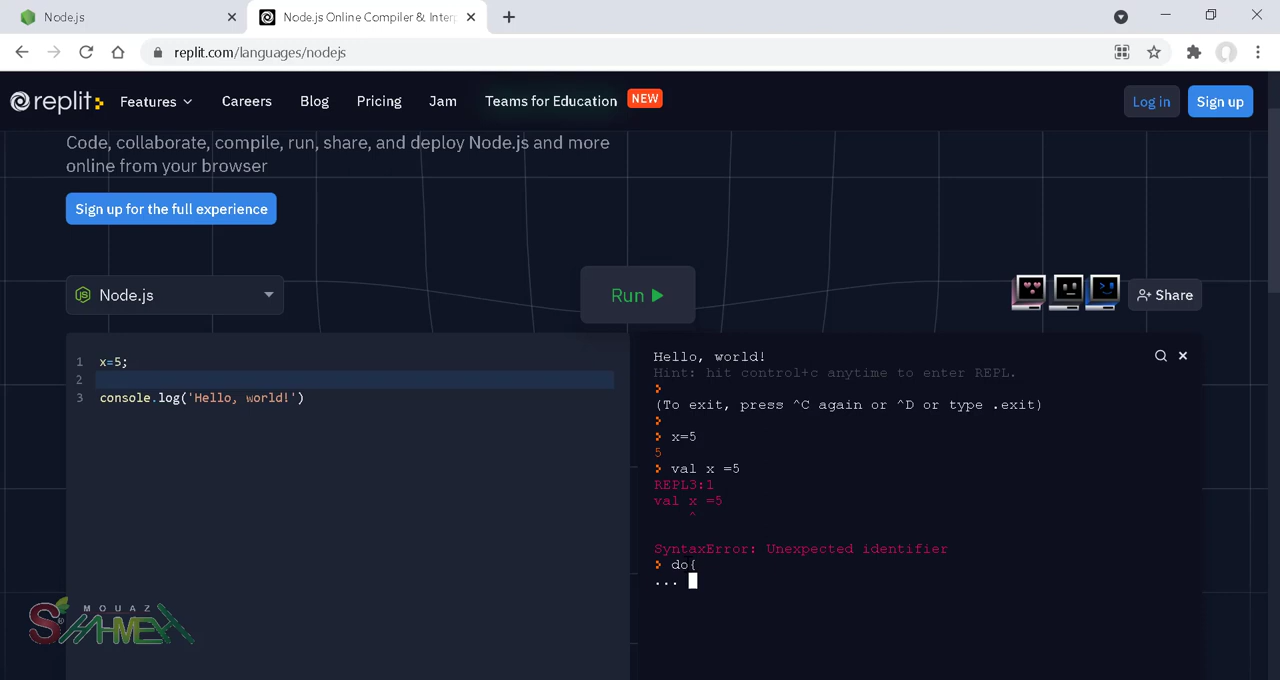 Node.js
Node.js Online Compiler & Interp
replit.com/languages/nodejs
replit
Features
Careers
Blog
Pricing
Jam
Teams for Education
NEW
Log in
Sign up
Code, collaborate, compile, run, share, and deploy Node.js and more
online from your browser
Sign up for the full experience
Node.js
Run
Share
1 x=5;
2
3 console.log('Hello, world!')
Hello, world!
Hint: hit control+c anytime to enter REPL.
(To exit, press ^C again or ^D or type .exit)
x=5
5
val x =5
REPL3:1
val x =5
^
SyntaxError: Unexpected identifier
do{
...
MOUAZ